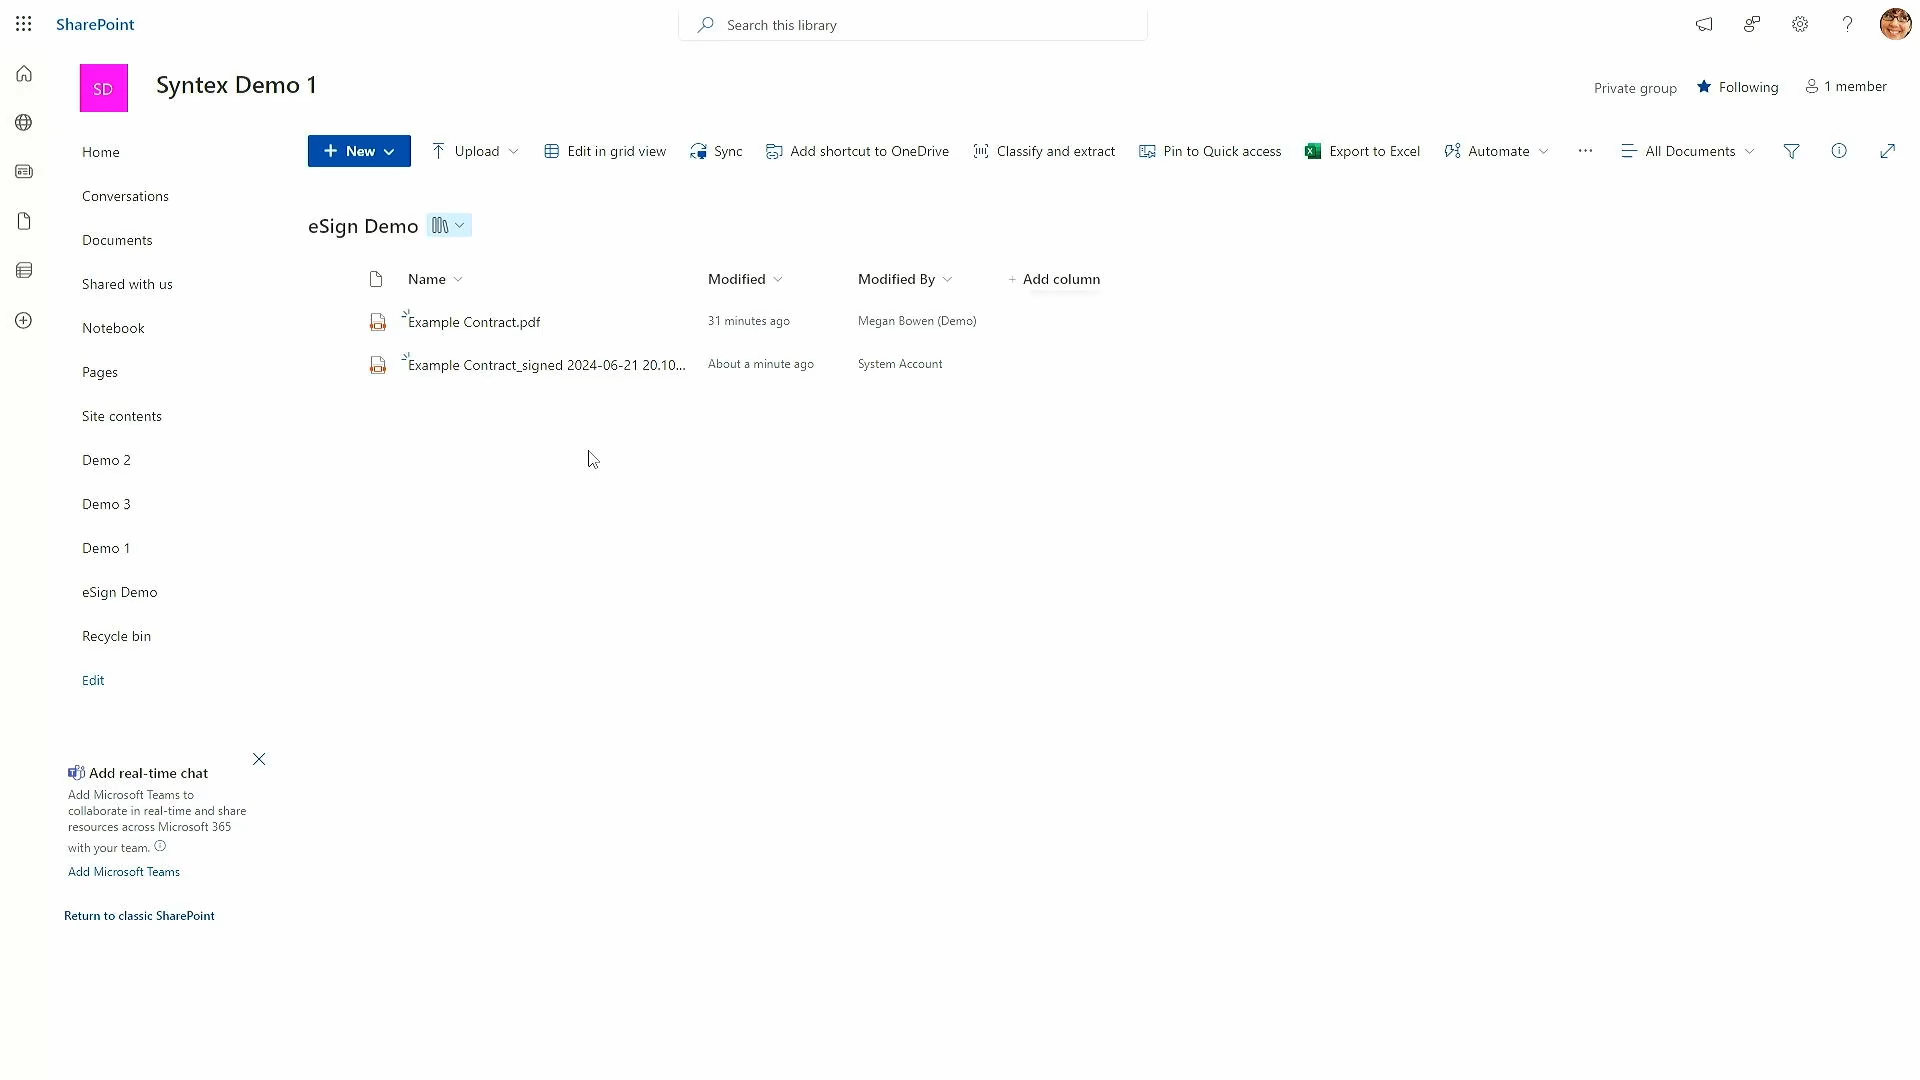 SharePoint
Search this library
SD
Syntex Demo 1
Private group
Following
1 member
Home
Conversations
Documents
Shared with us
Notebook
Pages
Site contents
Demo 2
Demo 3
Demo 1
eSign Demo
Recycle bin
Edit
New
Upload
Edit in grid view
Sync
Add shortcut to OneDrive
Classify and extract
Pin to Quick access
Export to Excel
Automate
All Documents
eSign Demo
Name
Modified
Modified By
+ Add column
Example Contract.pdf
31 minutes ago
Megan Bowen (Demo)
Example Contract_signed 2024-06-21 20.10...
About a minute ago
System Account
Add real-time chat
Add Microsoft Teams to
collaborate in real-time and share
resources across Microsoft 365
with your team.
Add Microsoft Teams
Return to classic SharePoint